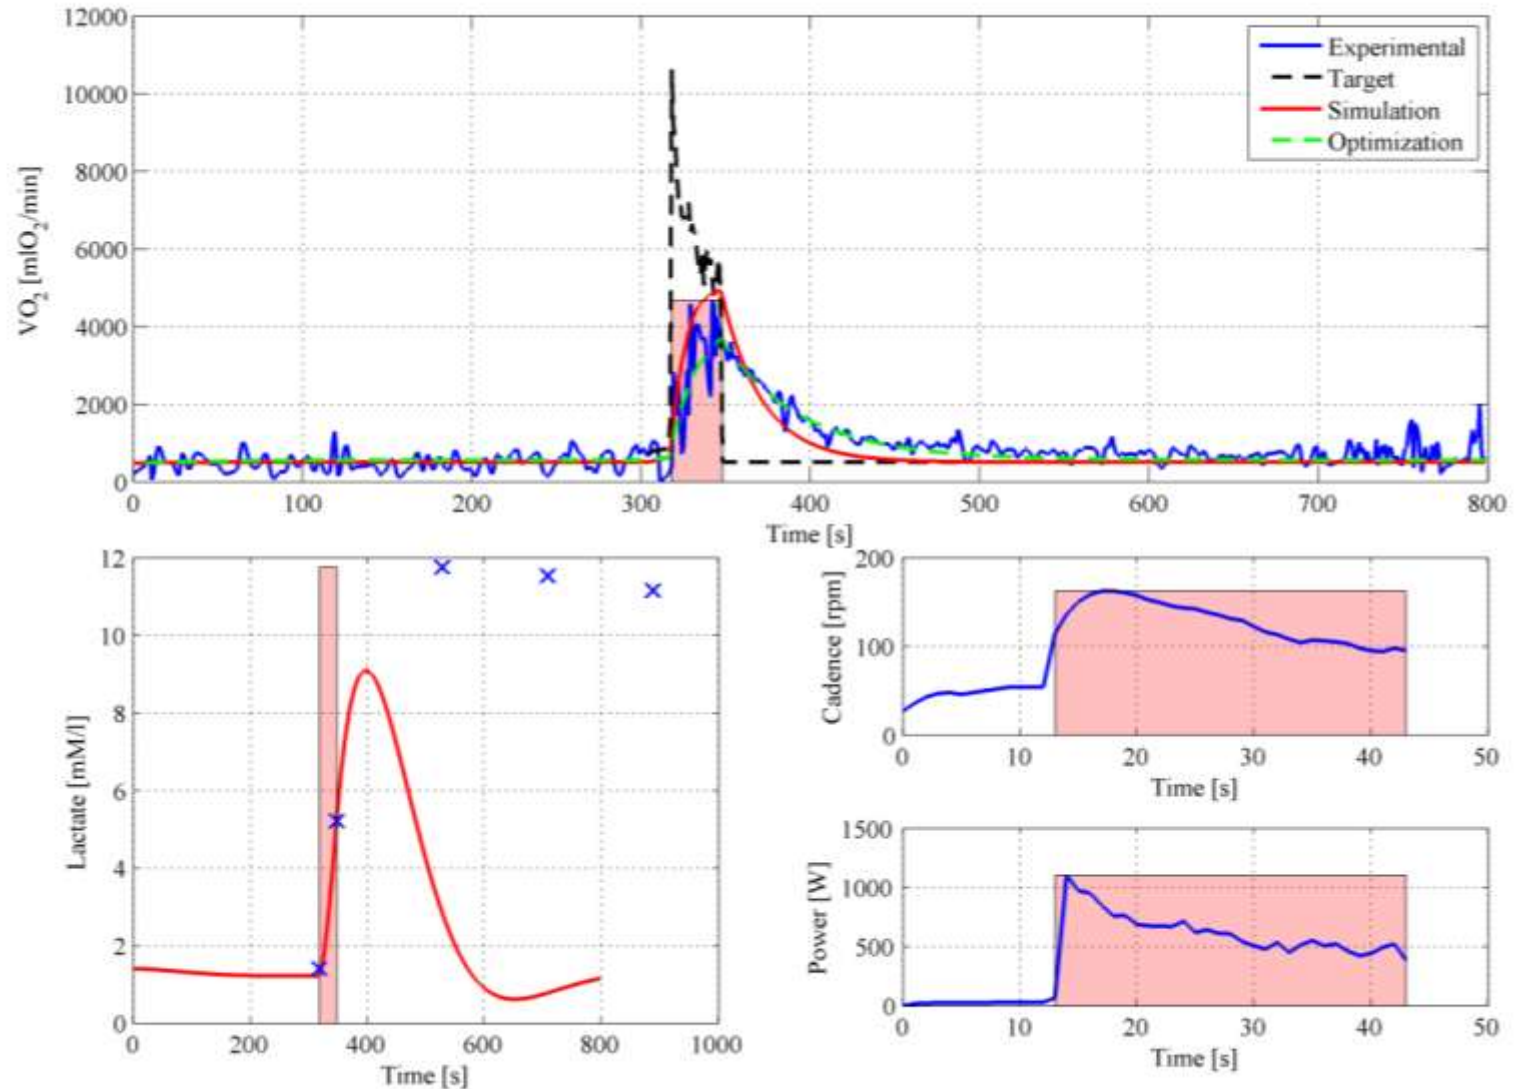 12000
10000
8000
6000
4000
2000
0
VO2 [mlO2/min]
Experimental
Target
Simulation
Optimization
0 100 200 300 400 500 600 700 800
Time [s]
12
10
8
6
4
2
0
Lactate [mM/l]
0 200 400 600 800 1000
Time [s]
200
100
0
Cadence [rpm]
0 10 20 30 40 50
Time [s]
1500
1000
500
0
Power [W]
0 10 20 30 40 50
Time [s]